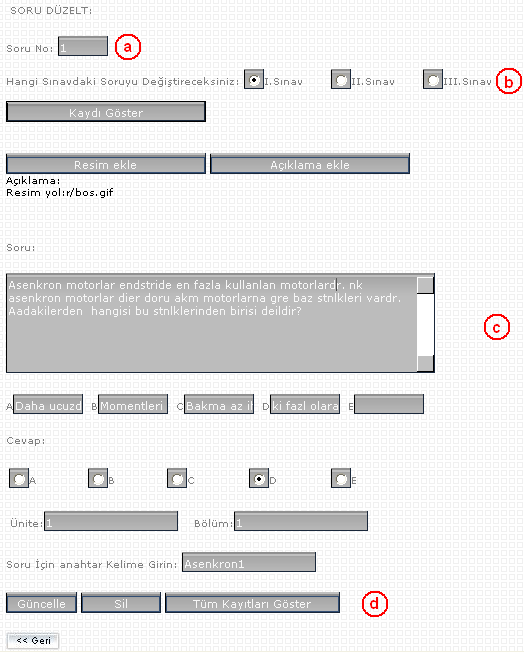 SORU DÜZELT:
Soru No: 1 a
Hangi Sınavdaki Soruyu Değiştireceksiniz: I.Sınav II.Sınav III.Sınav b
Kaydı Göster
Resim ekle Açıklama ekle
Açıklama:
Resim yol:r/bos.gif
Soru:
Asenkron motorlar endstride en fazla kullanlan motorlardr. nk
asenkron motorlar dier doru akm motorlarna gre baz stnlkleri vardr.
Aadakilerden hangisi bu stnlklerinden birisi deildir?
c
A Daha ucuzd B Momentleri C Bakma az il D ki fazl olara E
Cevap:
A B C D E
Ünite: 1 Bölüm: 1
Soru İçin anahtar Kelime Girin: Asenkron1
Güncelle Sil Tüm Kayıtları Göster d
<< Geri